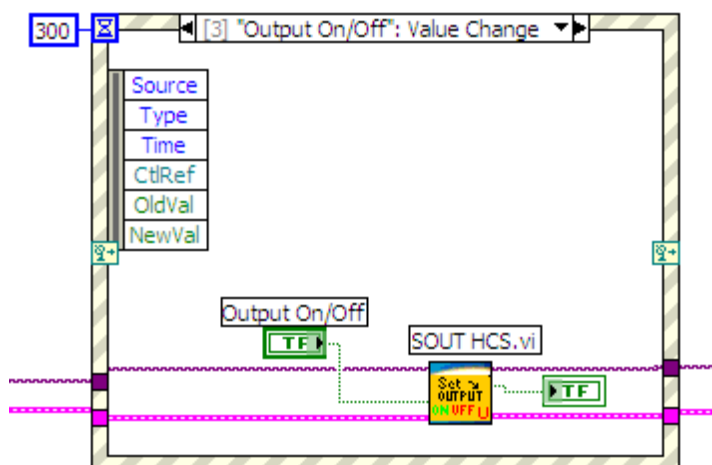 300
[3] "Output On/Off": Value Change
Source
Type
Time
CtlRef
OldVal
NewVal
Output On/Off
TF
SOUT HCS.vi
Set
OUTPUT
ON OFF
TF